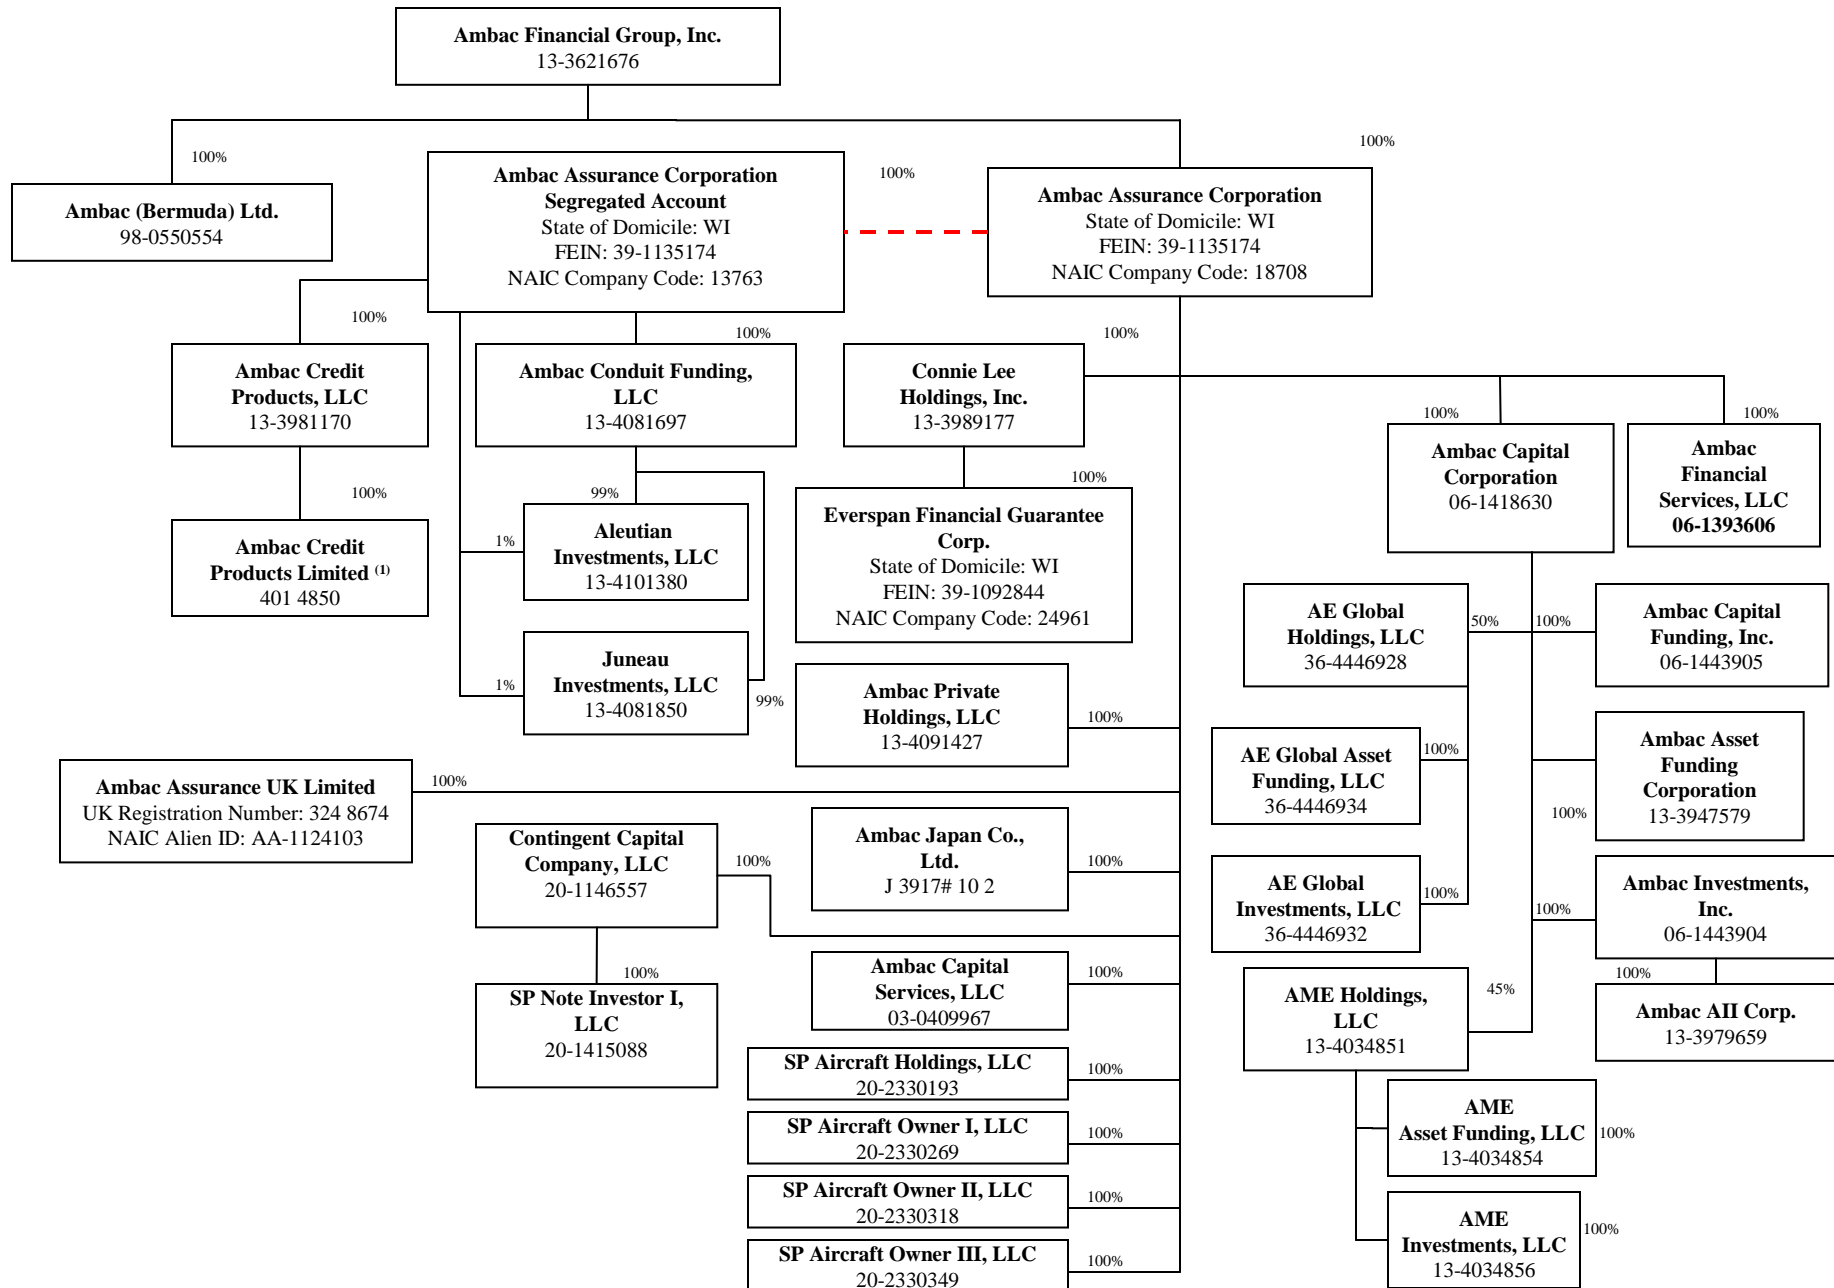 Ambac Financial Group, Inc.
13-3621676
100%
Ambac (Bermuda) Ltd.
98-0550554
Ambac Assurance Corporation
Segregated Account
State of Domicile: WI
FEIN: 39-1135174
NAIC Company Code: 13763
100%
100%
Ambac Assurance Corporation
State of Domicile: WI
FEIN: 39-1135174
NAIC Company Code: 18708
100%
Ambac Credit
Products, LLC
13-3981170
100%
Ambac Credit
Products Limited (1)
401 4850
100%
Ambac Conduit Funding,
LLC
13-4081697
99%
1%
Aleutian
Investments, LLC
13-4101380
1%
Juneau
Investments, LLC
13-4081850
99%
100%
Connie Lee
Holdings, Inc.
13-3989177
100%
Everspan Financial Guarantee
Corp.
State of Domicile: WI
FEIN: 39-1092844
NAIC Company Code: 24961
Ambac Private
Holdings, LLC
13-4091427
100%
Ambac Assurance UK Limited
UK Registration Number: 324 8674
NAIC Alien ID: AA-1124103
100%
Contingent Capital
Company, LLC
20-1146557
100%
100%
SP Note Investor I,
LLC
20-1415088
Ambac Japan Co.,
Ltd.
J 3917# 10 2
100%
Ambac Capital
Services, LLC
03-0409967
100%
SP Aircraft Holdings, LLC
20-2330193
100%
SP Aircraft Owner I, LLC
20-2330269
100%
SP Aircraft Owner II, LLC
20-2330318
100%
SP Aircraft Owner III, LLC
20-2330349
100%
100%
Ambac Capital
Corporation
06-1418630
100%
Ambac
Financial
Services, LLC
06-1393606
AE Global
Holdings, LLC
36-4446928
50%
100%
Ambac Capital
Funding, Inc.
06-1443905
AE Global Asset
Funding, LLC
36-4446934
100%
Ambac Asset
Funding
Corporation
13-3947579
100%
AE Global
Investments, LLC
36-4446932
100%
100%
Ambac Investments,
Inc.
06-1443904
100%
Ambac AII Corp.
13-3979659
AME Holdings,
LLC
13-4034851
45%
AME
Asset Funding, LLC
13-4034854
100%
AME
Investments, LLC
13-4034856
100%